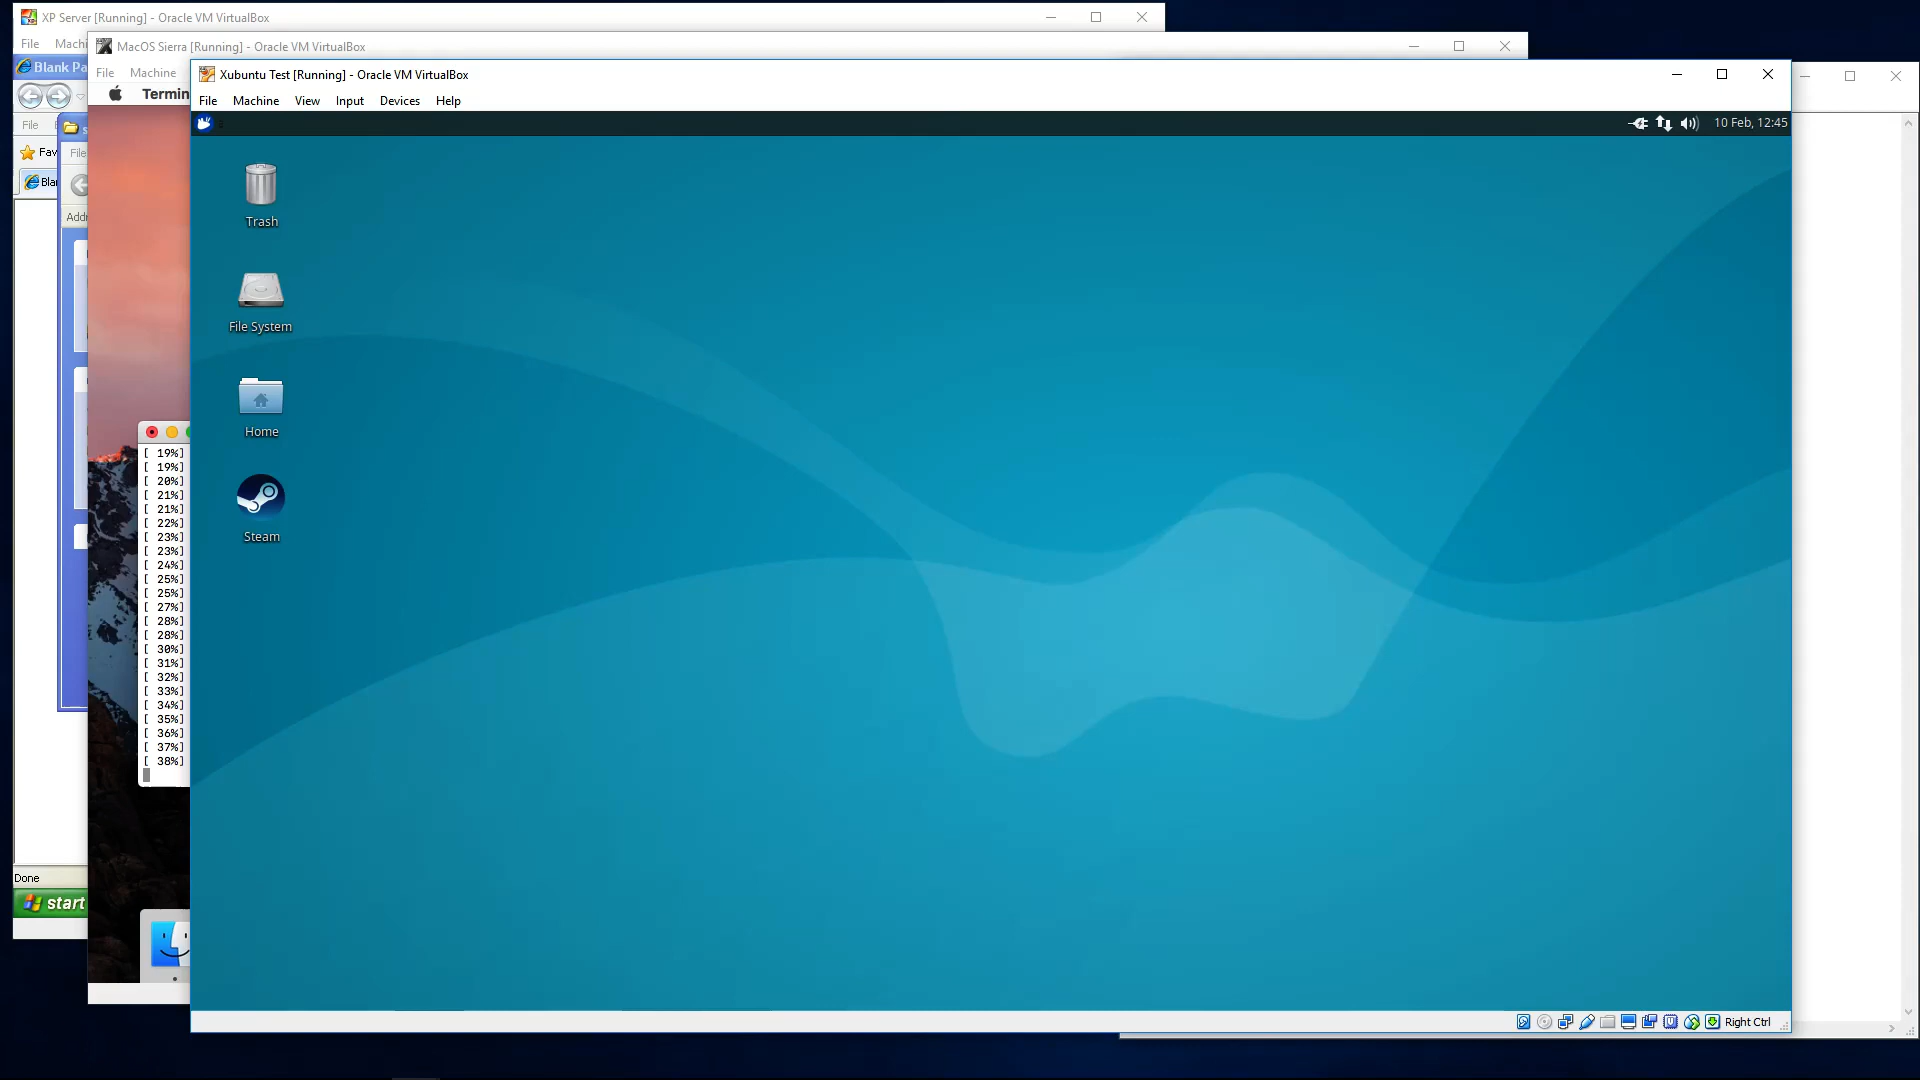 XP Server [Running] - Oracle VM VirtualBox
File
MacOS Sierra [Running] - Oracle VM VirtualBox
File Machine
Xubuntu Test [Running] - Oracle VM VirtualBox
File Machine View Input Devices Help
10 Feb, 12:45
Blank
File
File
Trash
File System
Home
Steam
[ 19%]
[ 19%]
[ 20%]
[ 21%]
[ 21%]
[ 22%]
[ 23%]
[ 23%]
[ 24%]
[ 25%]
[ 25%]
[ 27%]
[ 28%]
[ 28%]
[ 30%]
[ 31%]
[ 32%]
[ 33%]
[ 34%]
[ 35%]
[ 36%]
[ 37%]
[ 38%]
Done
start
Right Ctrl